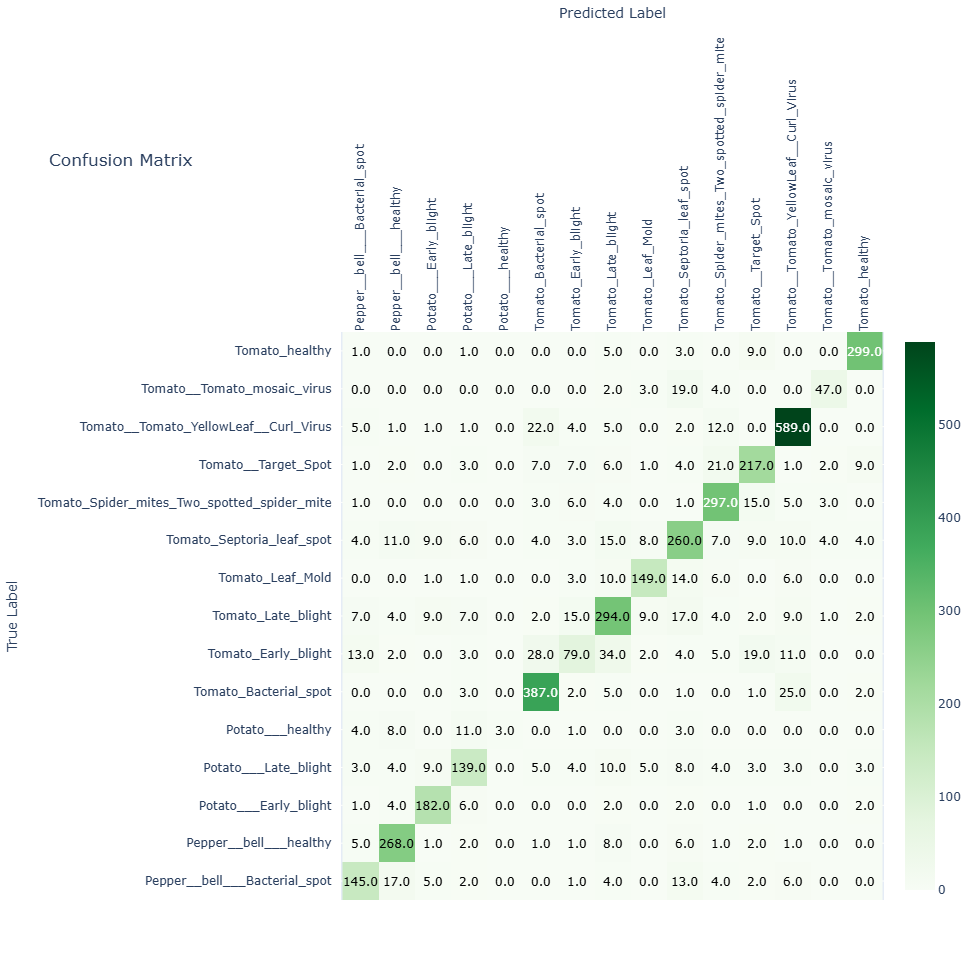 Predicted Label
Confusion Matrix
Pepper__bell___Bacterial_spot
Pepper__bell___healthy
Potato___Early_blight
Potato___Late_blight
Potato___healthy
Tomato_Bacterial_spot
Tomato_Early_blight
Tomato_Late_blight
Tomato_Leaf_Mold
Tomato_Septoria_leaf_spot
Tomato_Spider_mites_Two_spotted_spider_mite
Tomato__Target_Spot
Tomato__Tomato_YellowLeaf__Curl_Virus
Tomato__Tomato_mosaic_virus
Tomato_healthy
True Label
Tomato_healthy 1.0 0.0 0.0 1.0 0.0 0.0 0.0 5.0 0.0 3.0 0.0 9.0 0.0 0.0 299.0
Tomato__Tomato_mosaic_virus 0.0 0.0 0.0 0.0 0.0 0.0 0.0 2.0 3.0 19.0 4.0 0.0 0.0 47.0 0.0
Tomato__Tomato_YellowLeaf__Curl_Virus 5.0 1.0 1.0 1.0 0.0 22.0 4.0 5.0 0.0 2.0 12.0 0.0 589.0 0.0 0.0
Tomato__Target_Spot 1.0 2.0 0.0 3.0 0.0 7.0 7.0 6.0 1.0 4.0 21.0 217.0 1.0 2.0 9.0
Tomato_Spider_mites_Two_spotted_spider_mite 1.0 0.0 0.0 0.0 0.0 3.0 6.0 4.0 0.0 1.0 297.0 15.0 5.0 3.0 0.0
Tomato_Septoria_leaf_spot 4.0 11.0 9.0 6.0 0.0 4.0 3.0 15.0 8.0 260.0 7.0 9.0 10.0 4.0 4.0
Tomato_Leaf_Mold 0.0 0.0 1.0 1.0 0.0 0.0 3.0 10.0 149.0 14.0 6.0 0.0 6.0 0.0 0.0
Tomato_Late_blight 7.0 4.0 9.0 7.0 0.0 2.0 15.0 294.0 9.0 17.0 4.0 2.0 9.0 1.0 2.0
Tomato_Early_blight 13.0 2.0 0.0 3.0 0.0 28.0 79.0 34.0 2.0 4.0 5.0 19.0 11.0 0.0 0.0
Tomato_Bacterial_spot 0.0 0.0 0.0 3.0 0.0 387.0 2.0 5.0 0.0 1.0 0.0 1.0 25.0 0.0 2.0
Potato___healthy 4.0 8.0 0.0 11.0 3.0 0.0 1.0 0.0 0.0 3.0 0.0 0.0 0.0 0.0 0.0
Potato___Late_blight 3.0 4.0 9.0 139.0 0.0 5.0 4.0 10.0 5.0 8.0 4.0 3.0 3.0 0.0 3.0
Potato___Early_blight 1.0 4.0 182.0 6.0 0.0 0.0 0.0 2.0 0.0 2.0 0.0 1.0 0.0 0.0 2.0
Pepper__bell___healthy 5.0 268.0 1.0 2.0 0.0 1.0 1.0 8.0 0.0 6.0 1.0 2.0 1.0 0.0 0.0
Pepper__bell___Bacterial_spot 145.0 17.0 5.0 2.0 0.0 0.0 1.0 4.0 0.0 13.0 4.0 2.0 6.0 0.0 0.0
500
400
300
200
100
0